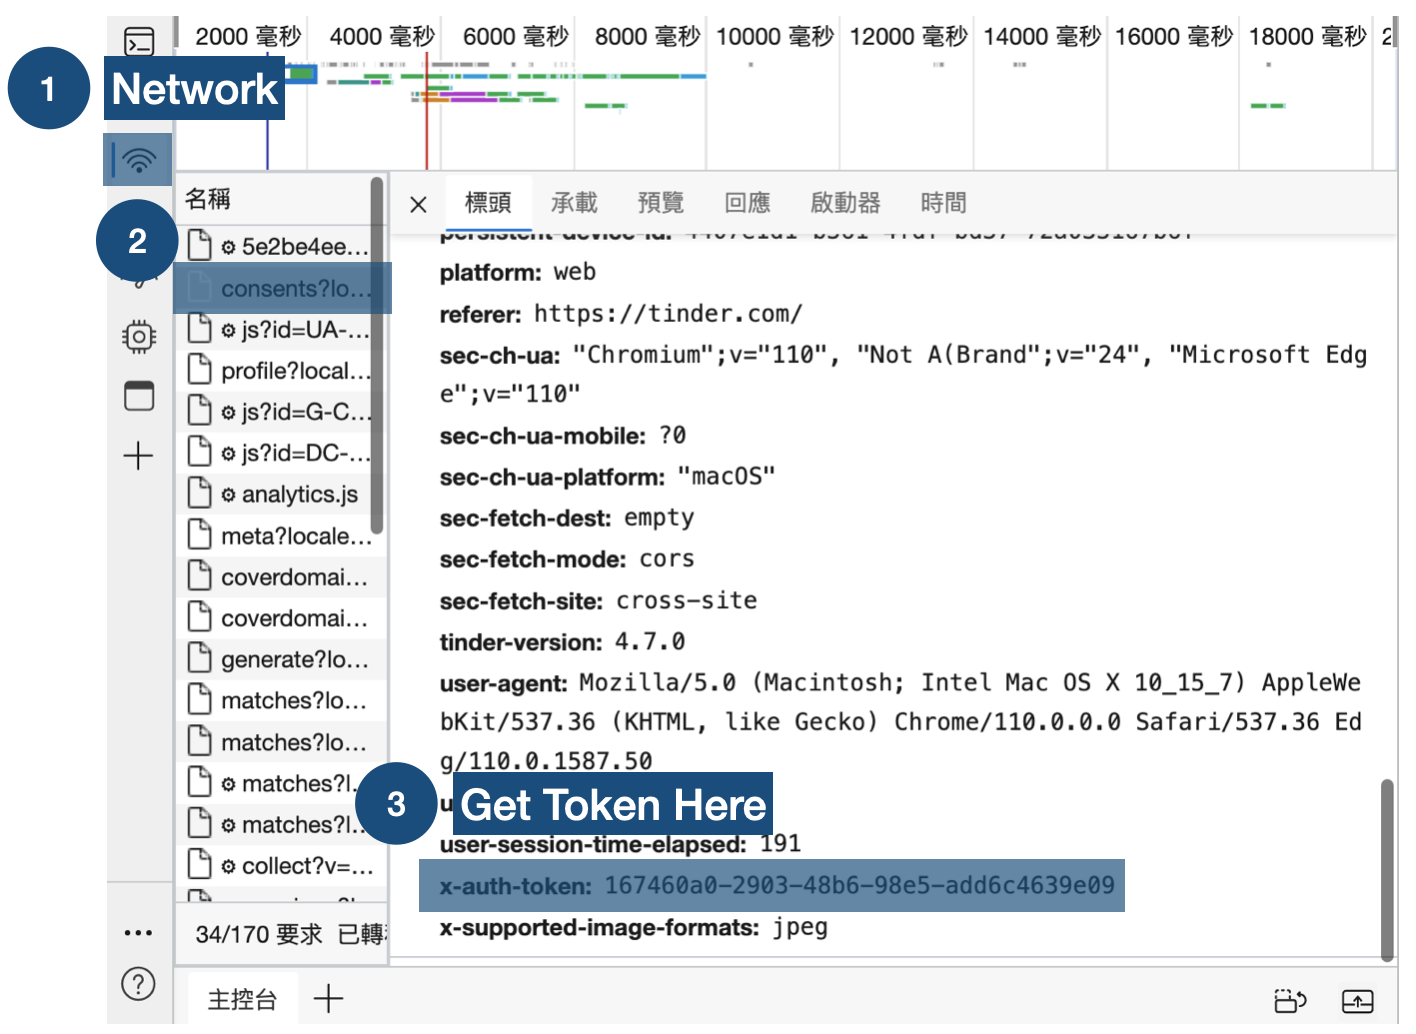 2000 毫秒 4000 毫秒 6000 毫秒 8000 毫秒 10000 毫秒 12000 毫秒 14000 毫秒 16000 毫秒 18000 毫秒 2
1 Network
名稱
標頭 承載 預覽 回應 啟動器 時間
2
5e2be4ee...
consents?lo...
js?id=UA-...
profile?local...
js?id=G-C...
js?id=DC-...
analytics.js
meta?locale...
coverdomai...
coverdomai...
generate?lo...
matches?lo...
matches?lo...
matches?l...
matches?l...
collect?v=...
34/170 要求 已轉
platform: web
referer: https://tinder.com/
sec-ch-ua: "Chromium";v="110", "Not A(Brand";v="24", "Microsoft Edg
e";v="110"
sec-ch-ua-mobile: ?0
sec-ch-ua-platform: "macOS"
sec-fetch-dest: empty
sec-fetch-mode: cors
sec-fetch-site: cross-site
tinder-version: 4.7.0
user-agent: Mozilla/5.0 (Macintosh; Intel Mac OS X 10_15_7) AppleWe
bKit/537.36 (KHTML, like Gecko) Chrome/110.0.0.0 Safari/537.36 Ed
g/110.0.1587.50
3 Get Token Here
user-session-time-elapsed: 191
x-auth-token: 167460a0-2903-48b6-98e5-add6c4639e09
x-supported-image-formats: jpeg
主控台